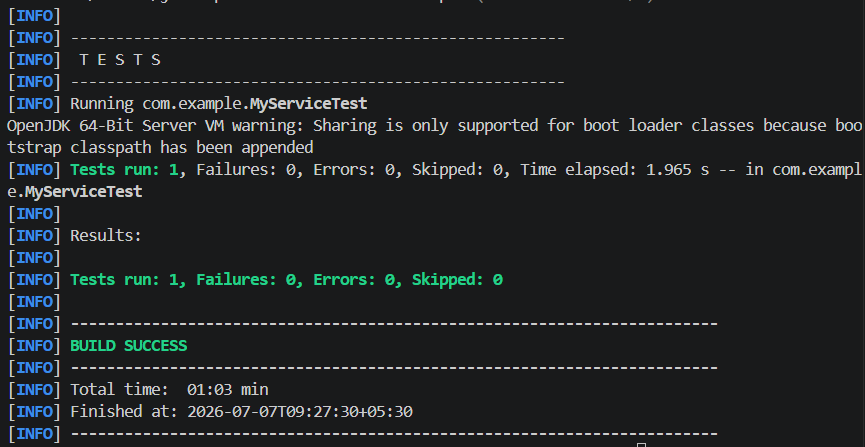 [INFO]
[INFO] -------------------------------------------------------
[INFO]  T E S T S
[INFO] -------------------------------------------------------
[INFO] Running com.example.MyServiceTest
OpenJDK 64-Bit Server VM warning: Sharing is only supported for boot loader classes because boo
tstrap classpath has been appended
[INFO] Tests run: 1, Failures: 0, Errors: 0, Skipped: 0, Time elapsed: 1.965 s -- in com.exampl
e.MyServiceTest
[INFO]
[INFO] Results:
[INFO]
[INFO] Tests run: 1, Failures: 0, Errors: 0, Skipped: 0
[INFO]
[INFO] ------------------------------------------------------------------------
[INFO] BUILD SUCCESS
[INFO] ------------------------------------------------------------------------
[INFO] Total time:  01:03 min
[INFO] Finished at: 2026-07-07T09:27:30+05:30
[INFO] ------------------------------------------------------------------------